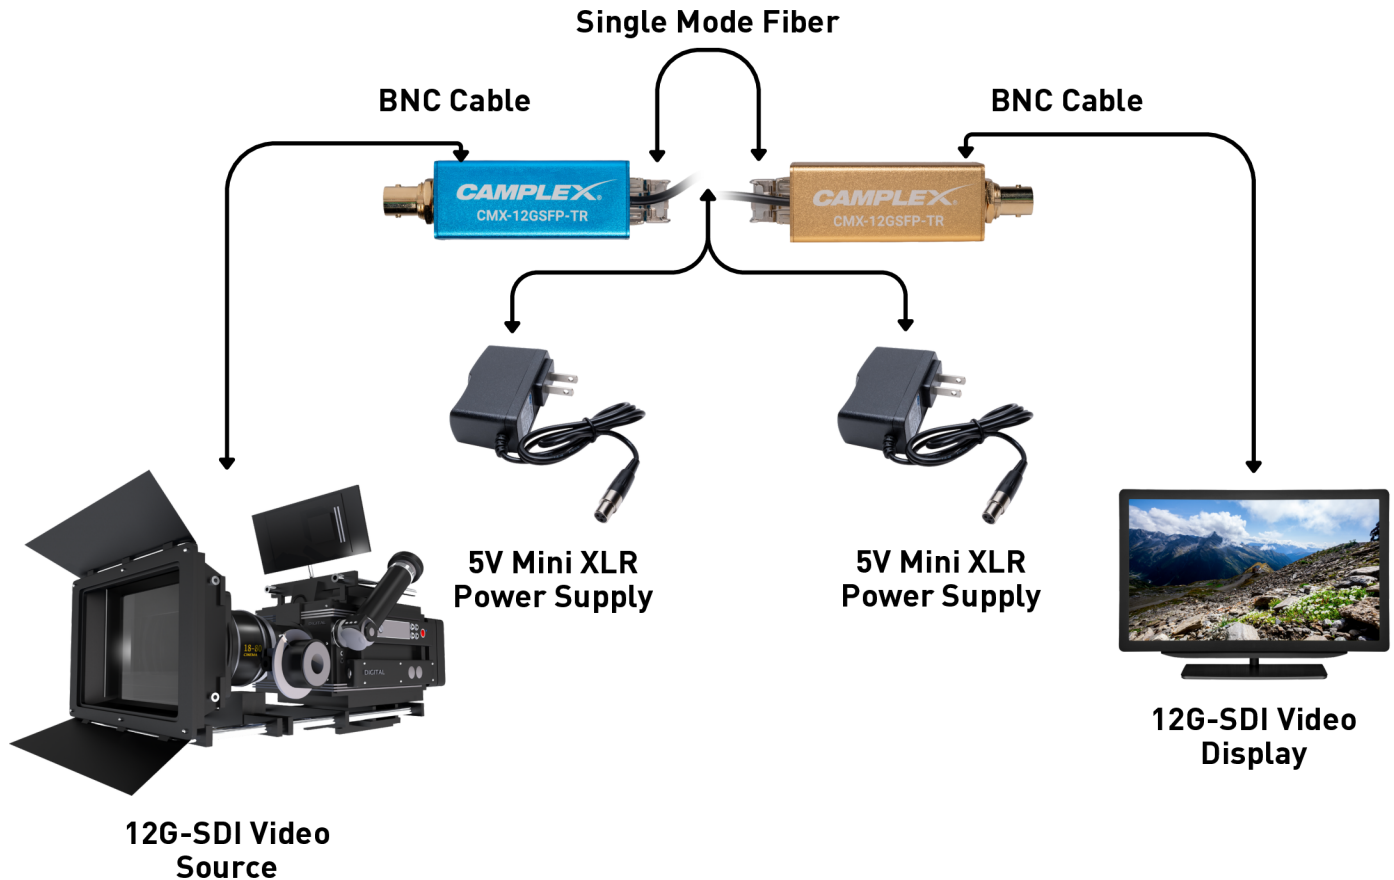 Single Mode Fiber
BNC Cable
BNC Cable
CAMPLEX®
CMX-12GSFP-TR
CAMPLEX®
CMX-12GSFP-TR
5V Mini XLR
Power Supply
5V Mini XLR
Power Supply
DIGITAL
12G-SDI Video
Display
12G-SDI Video
Source